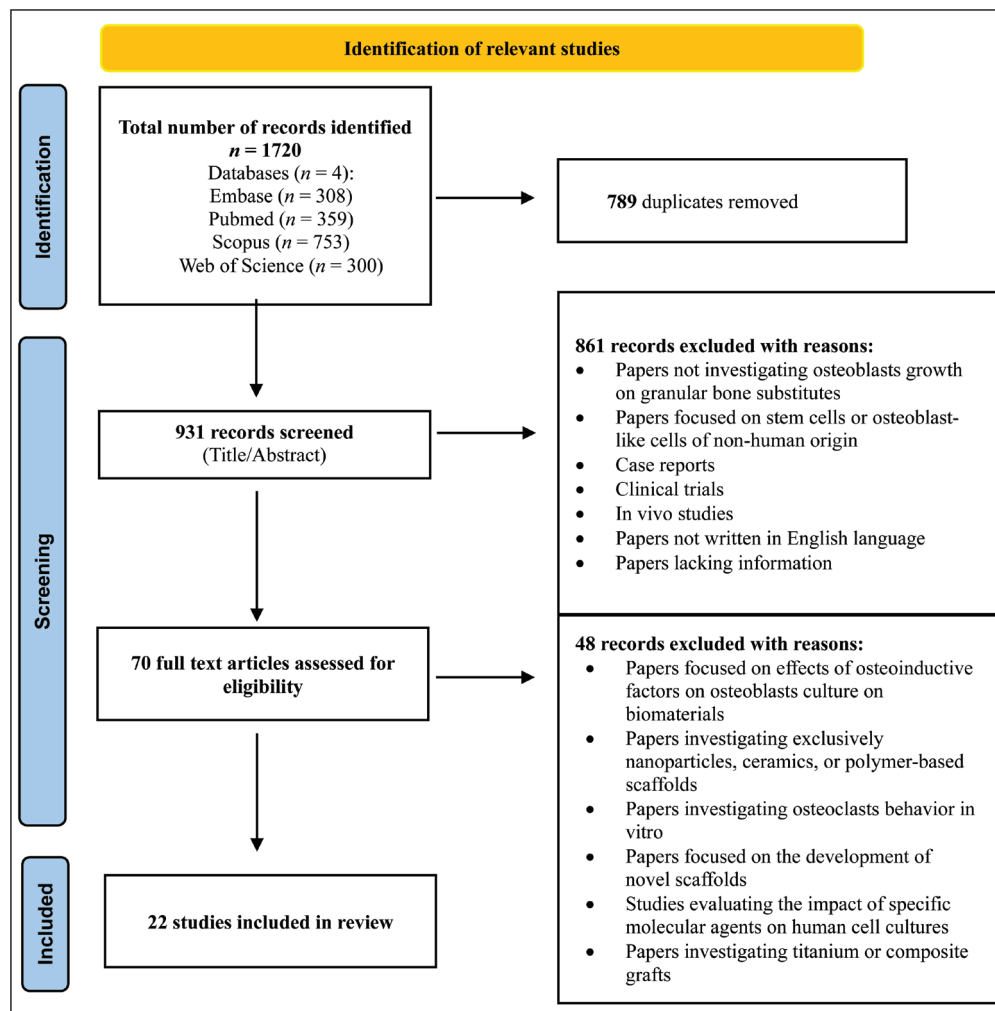 Identification of relevant studies
Identification
Total number of records identified
n = 1720
Databases (n = 4):
Embase (n = 308)
Pubmed (n = 359)
Scopus (n = 753)
Web of Science (n = 300)
789 duplicates removed
Screening
931 records screened
(Title/Abstract)
861 records excluded with reasons:
• Papers not investigating osteoblasts growth
on granular bone substitutes
• Papers focused on stem cells or osteoblast-
like cells of non-human origin
• Case reports
• Clinical trials
• In vivo studies
• Papers not written in English language
• Papers lacking information
70 full text articles assessed for
eligibility
48 records excluded with reasons:
• Papers focused on effects of osteoinductive
factors on osteoblasts culture on
biomaterials
• Papers investigating exclusively
nanoparticles, ceramics, or polymer-based
scaffolds
• Papers investigating osteoclasts behavior in
vitro
• Papers focused on the development of
novel scaffolds
• Studies evaluating the impact of specific
molecular agents on human cell cultures
• Papers investigating titanium or composite
grafts
Included
22 studies included in review